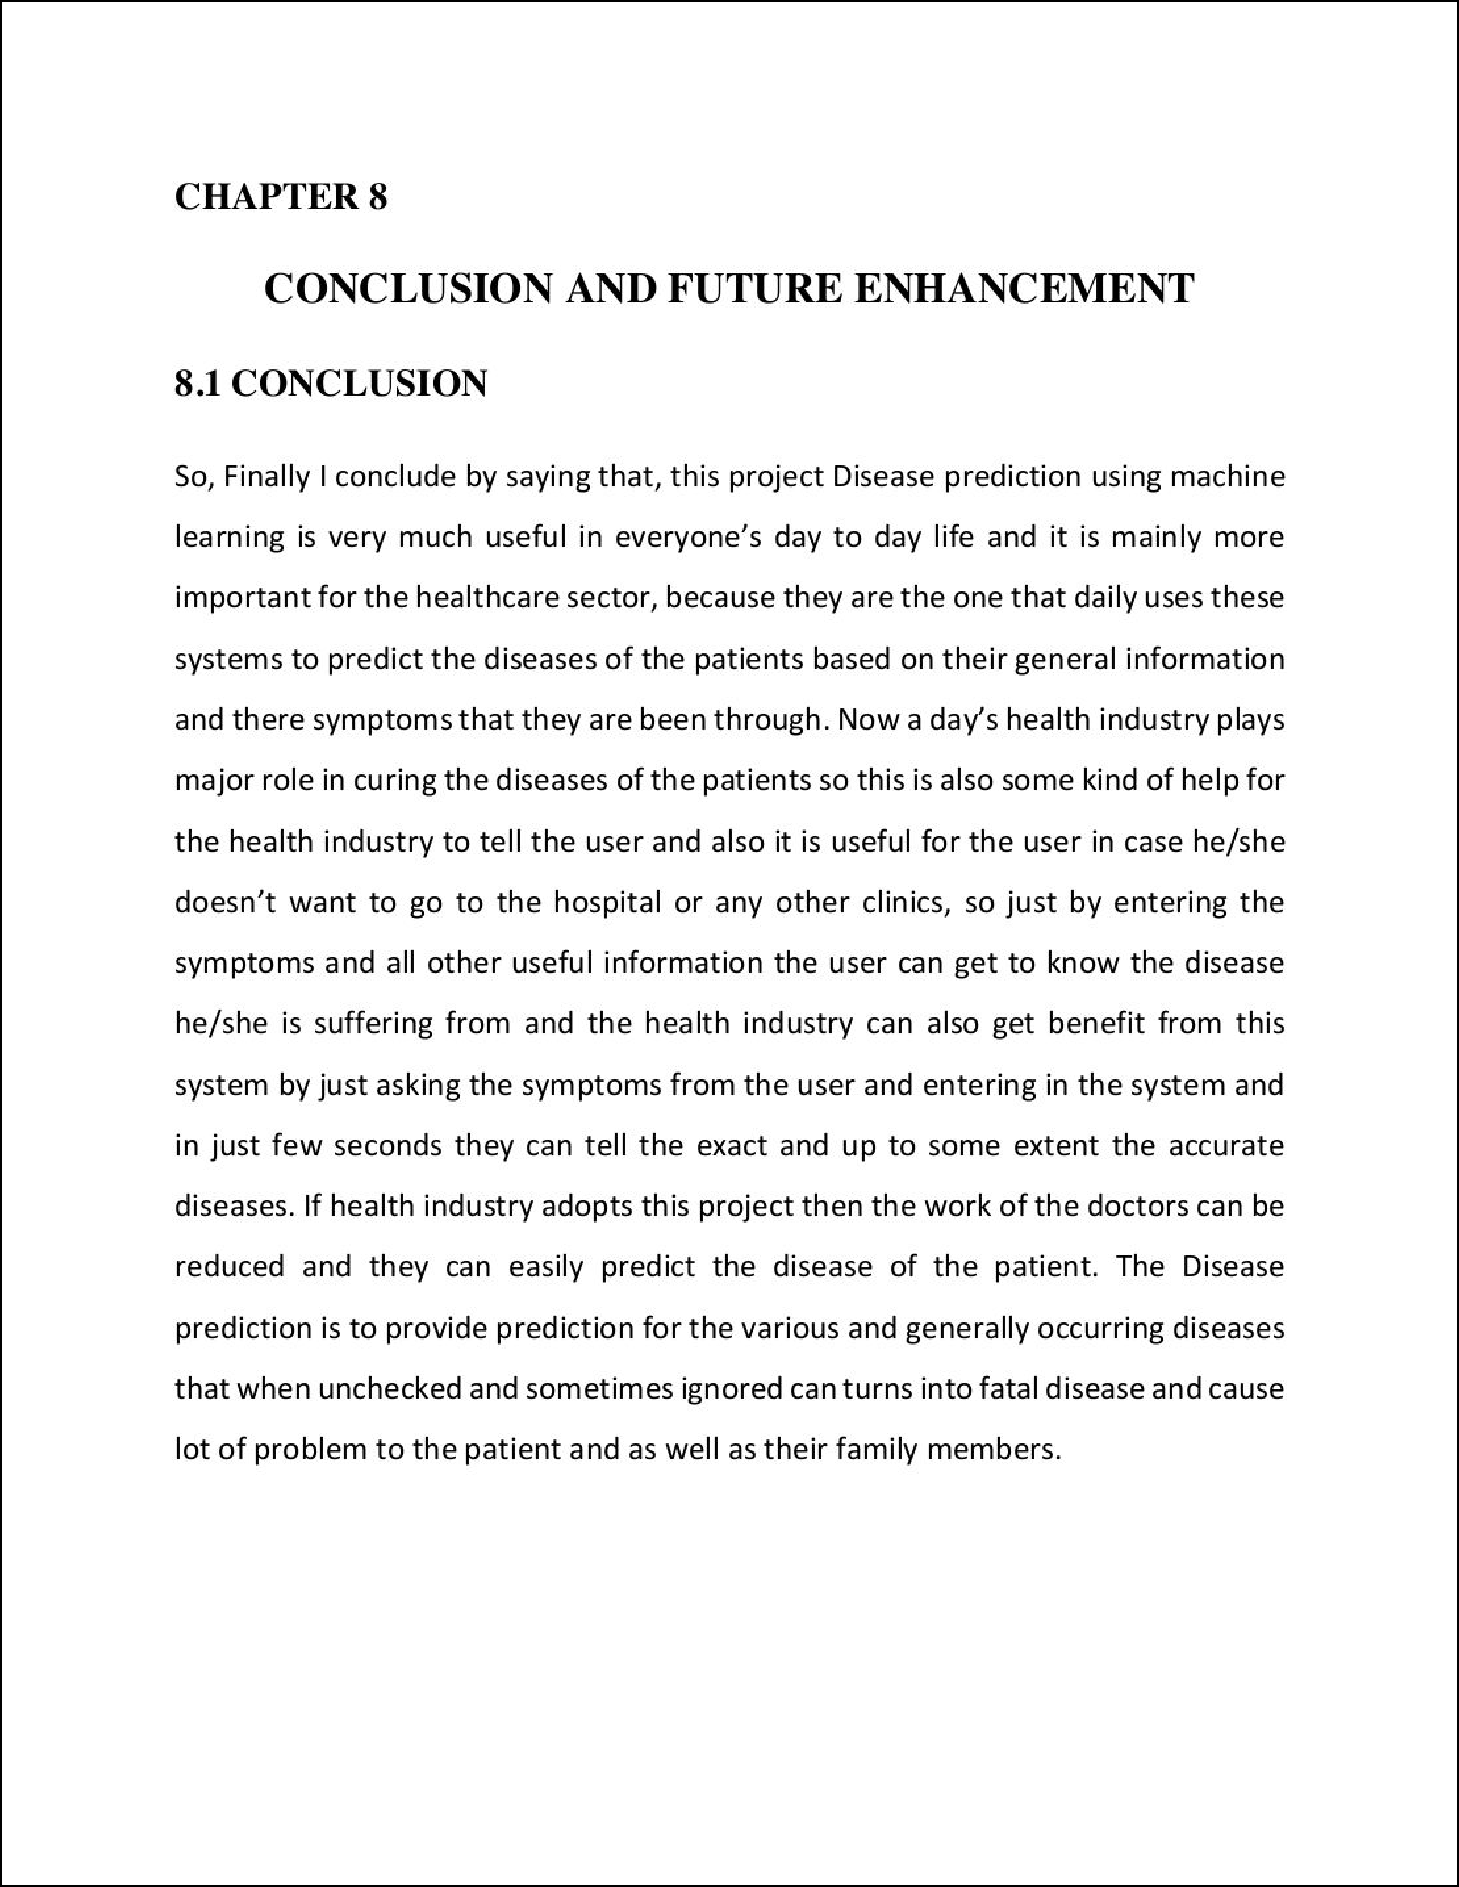 CHAPTER 8
CONCLUSION AND FUTURE ENHANCEMENT
8.1 CONCLUSION
So, Finally I conclude by saying that, this project Disease prediction using machine
learning is very much useful in everyone’s day to day life and it is mainly more
important for the healthcare sector, because they are the one that daily uses these
systems to predict the diseases of the patients based on their general information
and there symptoms that they are been through. Now a day’s health industry plays
major role in curing the diseases of the patients so this is also some kind of help for
the health industry to tell the user and also it is useful for the user in case he/she
doesn’t want to go to the hospital or any other clinics, so just by entering the
symptoms and all other useful information the user can get to know the disease
he/she is suffering from and the health industry can also get benefit from this
system by just asking the symptoms from the user and entering in the system and
in just few seconds they can tell the exact and up to some extent the accurate
diseases. If health industry adopts this project then the work of the doctors can be
reduced and they can easily predict the disease of the patient. The Disease
prediction is to provide prediction for the various and generally occurring diseases
that when unchecked and sometimes ignored can turns into fatal disease and cause
lot of problem to the patient and as well as their family members.